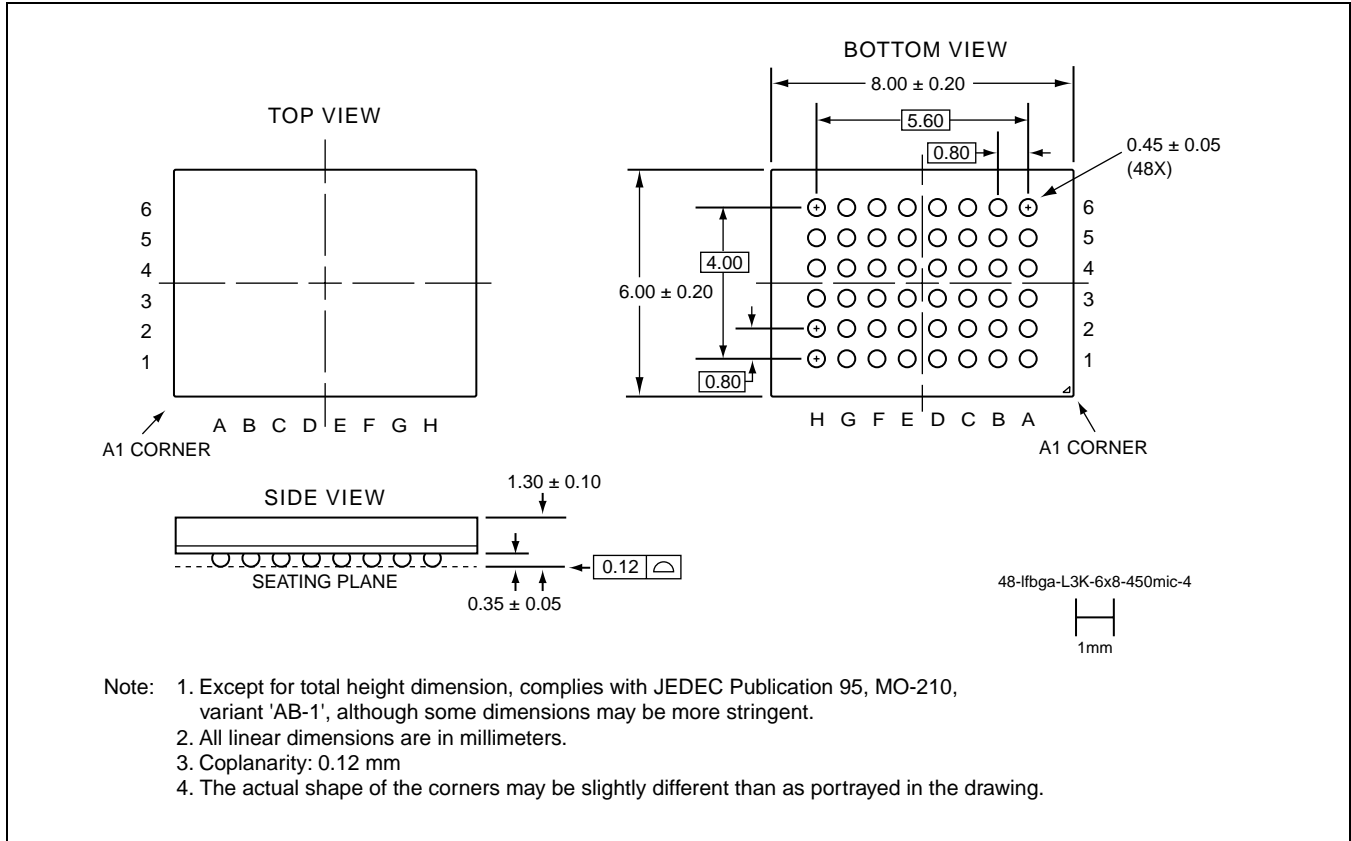 TOP VIEW
6
5
4
3
2
1
A B C D E F G H
A1 CORNER
BOTTOM VIEW
8.00 ± 0.20
5.60
0.80
0.45 ± 0.05
(48X)
6
5
4
3
2
1
4.00
6.00 ± 0.20
0.80
H G F E D C B A
A1 CORNER
SIDE VIEW
1.30 ± 0.10
0.12
SEATING PLANE
0.35 ± 0.05
48-lfbga-L3K-6x8-450mic-4
1mm
Note: 1. Except for total height dimension, complies with JEDEC Publication 95, MO-210,
variant 'AB-1', although some dimensions may be more stringent.
2. All linear dimensions are in millimeters.
3. Coplanarity: 0.12 mm
4. The actual shape of the corners may be slightly different than as portrayed in the drawing.